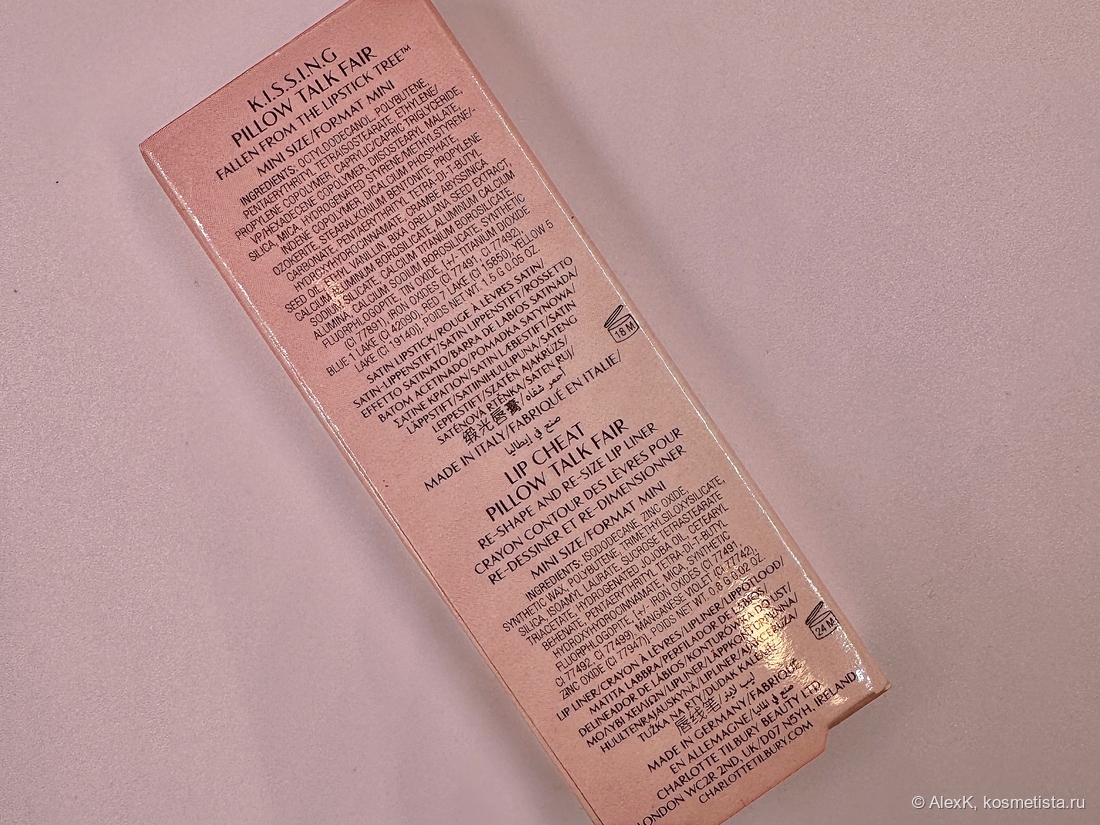 K.I.S.S.I.N.G
PILLOW TALK FAIR
FALLEN FROM THE LIPSTICK TREE™
MINI SIZE/FORMAT MINI
INGREDIENTS: OCTYLDODECANOL, POLYBUTENE,
PENTAERYTHRITYL TETRAISOSTEARATE, ETHYLENE/
PROPYLENE COPOLYMER, CAPRYLIC/CAPRIC TRIGLYCERIDE,
VP/HEXADECENE COPOLYMER, DIISOSTEARYL MALATE,
SILICA, MICA, HYDROGENATED STYRENE/METHYLSTYRENE/-
INDENE COPOLYMER, DICALCIUM PHOSPHATE,
OZOKERITE, STEARALKONIUM BENTONITE, PROPYLENE
CARBONATE, PENTAERYTHRITYL TETRA-DI-T-BUTYL
HYDROXYHYDROCINNAMATE, CRAMBE ABYSSINICA
SEED OIL, ETHYL VANILLIN, BIXA ORELLANA SEED EXTRACT,
CALCIUM ALUMINUM BOROSILICATE, ALUMINUM CALCIUM
SODIUM SILICATE, CALCIUM TITANIUM BOROSILICATE,
ALUMINA, CALCIUM SODIUM BOROSILICATE, SYNTHETIC
FLUORPHLOGOPITE, TIN OXIDE [+/- TITANIUM DIOXIDE
(CI 77891), IRON OXIDES (CI 77491, CI 77492),
BLUE 1 LAKE (CI 42090), RED 7 LAKE (CI 15850), YELLOW 5
LAKE (CI 19140)]. POIDS NET WT. 1.5 G 0.05 OZ.
SATIN LIPSTICK/ROUGE À LÈVRES SATIN/
SATIN-LIPPENSTIFT/SATIN LIPPENSTIFT/ROSSETTO
EFFETTO SATINATO/BARRA DE LABIOS SATINADA/
BATOM ACETINADO/POMADKA SATYNOWA/
ΣΑΤΙΝΕ ΚΡΑΓΙΟΝ/SATIN LÆBESTIFT/SATIN
LÄPPSTIFT/SATIINIHUULIPUNA/SATENG
LEPPESTIFT/SZATÉN AJAKRÚZS/
SATÉNOVÁ RTĚNKA/SATEN RUJ/
缎光唇膏/أحمر شفاه
MADE IN ITALY/FABRIQUÉ EN ITALIE/
صنع في إيطاليا
18 M
LIP CHEAT
PILLOW TALK FAIR
RE-SHAPE AND RE-SIZE LIP LINER
CRAYON CONTOUR DES LÈVRES POUR
RE-DESSINER ET RE-DIMENSIONNER
MINI SIZE/FORMAT MINI
INGREDIENTS: ISODODECANE, ZINC OXIDE,
SYNTHETIC WAX, POLYBUTENE, TRIMETHYLSILOXYSILICATE,
SILICA, ISOAMYL LAURATE, SUCROSE TETRASTEARATE
TRIACETATE, HYDROGENATED JOJOBA OIL, CETEARYL
BEHENATE, PENTAERYTHRITYL TETRA-DI-T-BUTYL
HYDROXYHYDROCINNAMATE, MICA, SYNTHETIC
FLUORPHLOGOPITE [+/- IRON OXIDES (CI 77491,
CI 77492, CI 77499), MANGANESE VIOLET (CI 77742),
ZINC OXIDE (CI 77947)]. POIDS NET WT. 0.8 G 0.02 OZ.
LIP LINER/CRAYON À LÈVRES/LIPLINER/LIPPOTLOOD/
MATITA LABBRA/PERFILADOR DE LABIOS/
DELINEADOR DE LÁBIOS/KONTURÓWKA DO UST/
ΜΟΛΥΒΙ ΧΕΙΛΙΩΝ/LIPLINER/LÄPPKONTURPENNA/
HUULTENRAJAUSKYNÄ/LIPLINER/AJAKCERUZA/
TUŽKA NA RTY/DUDAK KALEMİ
唇线笔/
MADE IN GERMANY/FABRIQUÉ
EN ALLEMAGNE/صنع في ألمانيا
CHARLOTTE TILBURY BEAUTY LTD,
LONDON WC2R 2ND, UK/D07 N5YH, IRELAND
CHARLOTTETILBURY.COM
24 M
© AlexK, kosmetista.ru